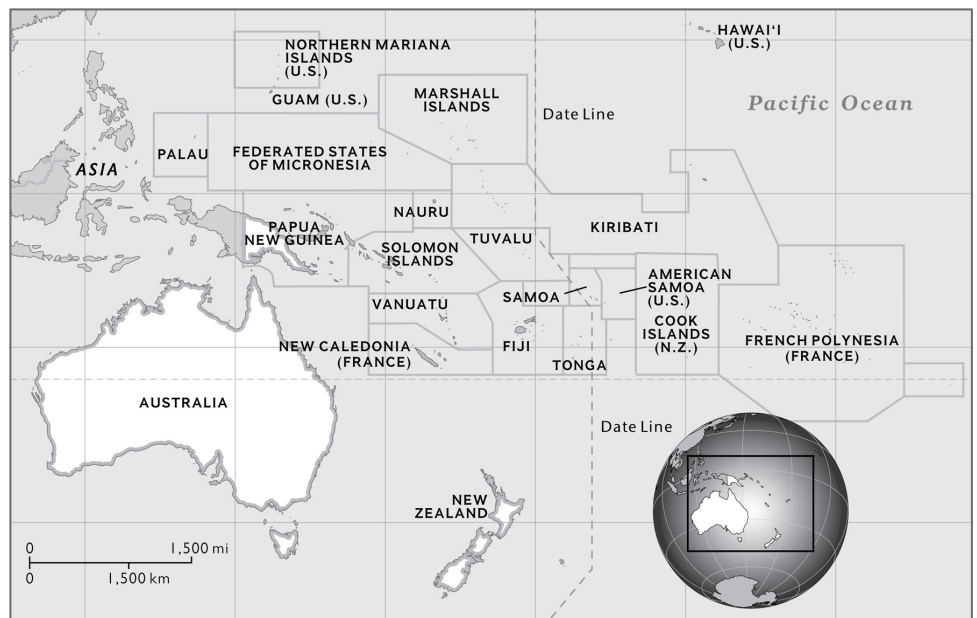 HAWAI‘I
(U.S.)
NORTHERN MARIANA
ISLANDS
(U.S.)
GUAM (U.S.)
MARSHALL
ISLANDS
Pacific Ocean
Date Line
PALAU
FEDERATED STATES
OF MICRONESIA
ASIA
NAURU
PAPUA
NEW GUINEA
KIRIBATI
TUVALU
SOLOMON
ISLANDS
SAMOA
AMERICAN
SAMOA
(U.S.)
VANUATU
COOK
ISLANDS
(N.Z.)
NEW CALEDONIA
(FRANCE)
FIJI
FRENCH POLYNESIA
(FRANCE)
TONGA
AUSTRALIA
Date Line
NEW
ZEALAND
0 1,500 mi
0 1,500 km